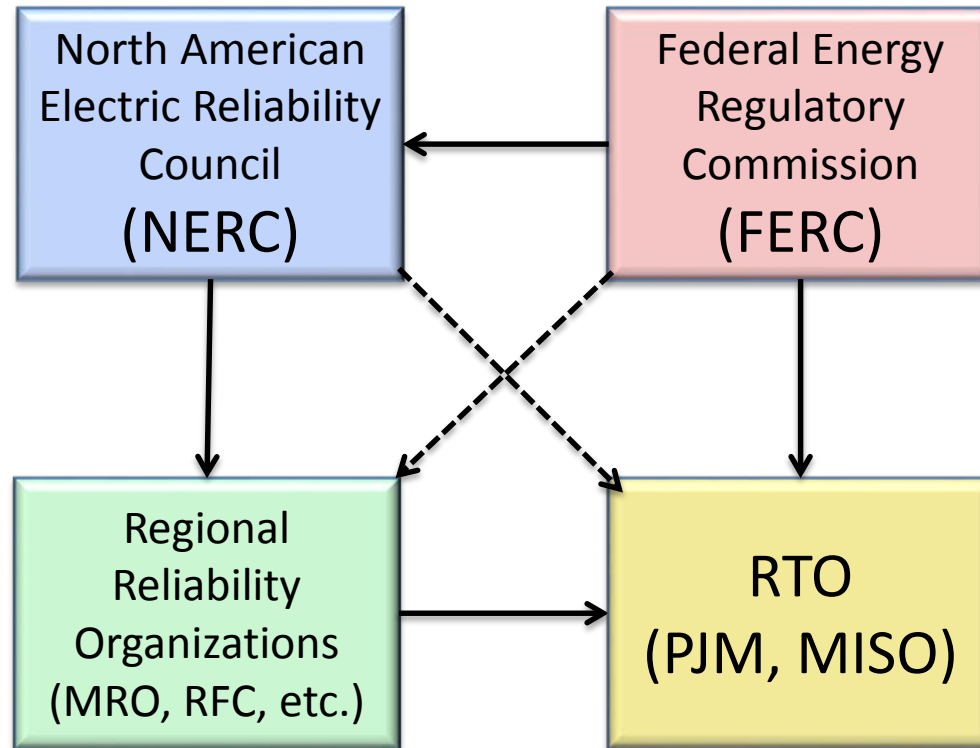 North American
Electric Reliability
Council
(NERC)
Federal Energy
Regulatory
Commission
(FERC)
Regional
Reliability
Organizations
(MRO, RFC, etc.)
RTO
(PJM, MISO)